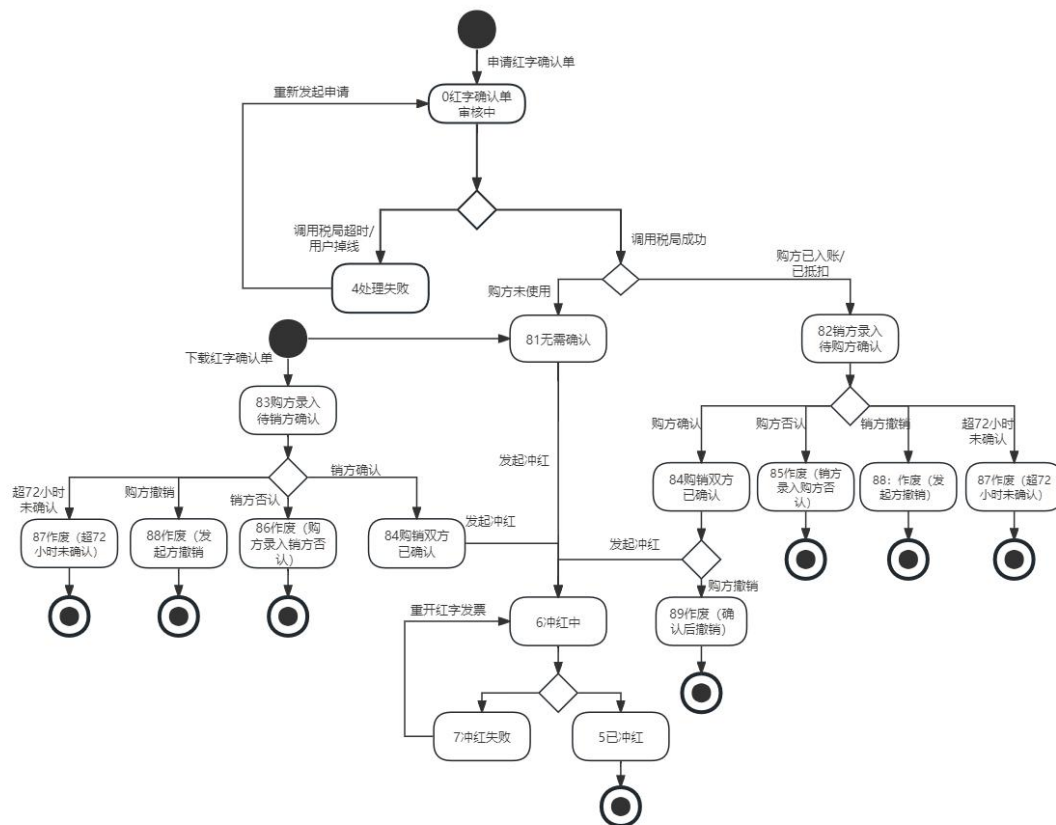 申请红字确认单
重新发起申请
0红字确认单
审核中
调用税局超时/
用户掉线
调用税局成功
购方已入账/
已抵扣
4处理失败
购方未使用
81无需确认
82销方录入
待购方确认
下载红字确认单
83购方录入
待销方确认
购方确认
购方否认
销方撤销
超72小时
未确认
发起冲红
销方确认
超72小时
未确认
购方撤销
销方否认
84购销双方
已确认
85作废（销方
录入购方否认
）
88：作废（发
起方撤销）
87作废（超72
小时未确认）
87作废（超72
小时未确认）
88作废（发
起方撤销
86作废（购
方录入销方否
认）
84购销双方
已确认
发起冲红
发起冲红
购方撤销
重开红字发票
6冲红中
89作废（确
认后撤销）
7冲红失败
5已冲红